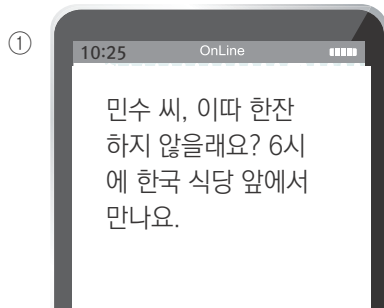 ①
10:25 OnLine
민수 씨, 이따 한잔
하지 않을래요? 6시
에 한국 식당 앞에서
만나요.